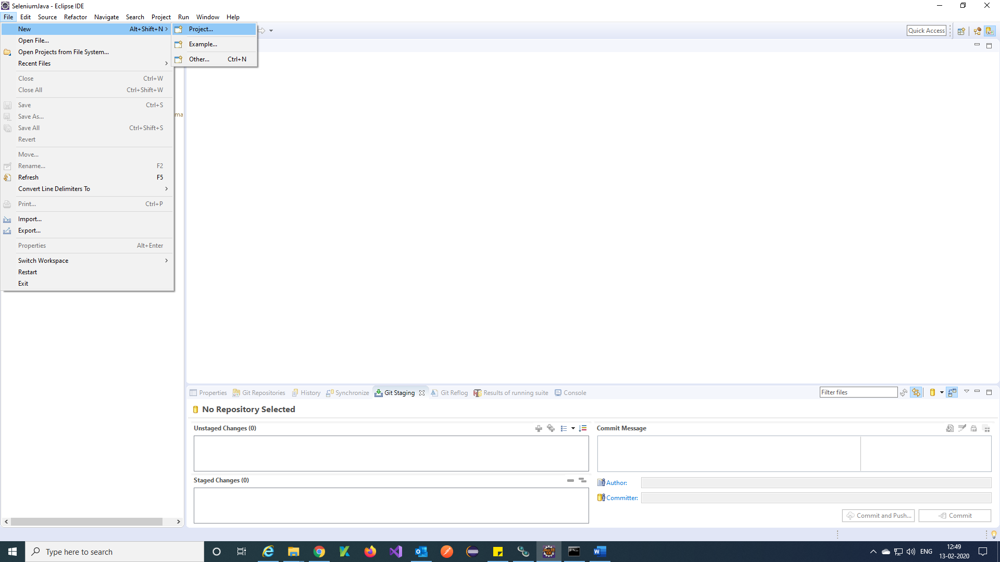 SeleniumJava - Eclipse IDE
File Edit Source Refactor Navigate Search Project Run Window Help
New Alt+Shift+N
Open File...
Open Projects from File System...
Recent Files
Close Ctrl+W
Close All Ctrl+Shift+W
Save Ctrl+S
Save As...
Save All Ctrl+Shift+S
Revert
Move...
Rename... F2
Refresh F5
Convert Line Delimiters To
Print... Ctrl+P
Import...
Export...
Properties Alt+Enter
Switch Workspace
Restart
Exit
Project...
Example...
Other... Ctrl+N
Quick Access
GIT
ma
Properties Git Repositories History Synchronize Git Staging Git Reflog Results of running suite Console
Filter files
No Repository Selected
Unstaged Changes (0)
Staged Changes (0)
Commit Message
Author:
Committer:
Commit and Push... Commit
Type here to search
ENG
12:49
13-02-2020